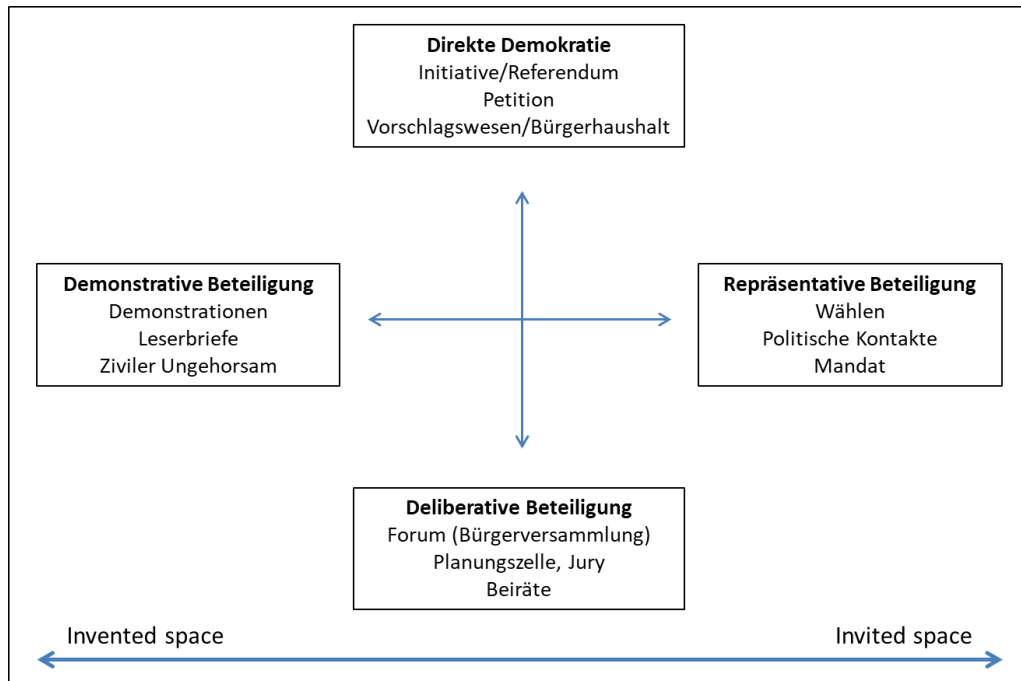 Direkte Demokratie
Initiative/Referendum
Petition
Vorschlagswesen/Bürgerhaushalt
Demonstrative Beteiligung
Demonstrationen
Leserbriefe
Ziviler Ungehorsam
Repräsentative Beteiligung
Wählen
Politische Kontakte
Mandat
Deliberative Beteiligung
Forum (Bürgerversammlung)
Planungszelle, Jury
Beiräte
Invented space
Invited space